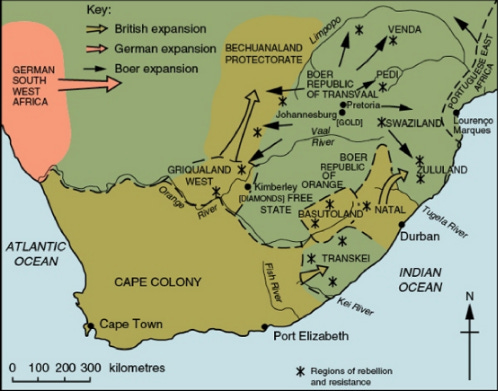 Key:
British expansion
German expansion
Boer expansion
GERMAN
SOUTH
WEST
AFRICA
BECHUANALAND
PROTECTORATE
Limpopo
VENDA
BOER
REPUBLIC
OF TRANSVAAL
PEDI
PORTUGUESE EAST
AFRICA
Pretoria
Johannesburg
[GOLD]
SWAZILAND
Lourenço
Marques
Vaal
River
GRIQUALAND
WEST
BOER
REPUBLIC
OF
ORANGE
FREE
STATE
ZULULAND
Kimberley
[DIAMONDS]
Orange
River
BASUTOLAND
NATAL
Tugela River
Durban
ATLANTIC
OCEAN
TRANSKEI
INDIAN
OCEAN
CAPE COLONY
Fish River
Kei River
N
Cape Town
Port Elizabeth
0 100 200 300 kilometres
Regions of rebellion
and resistance